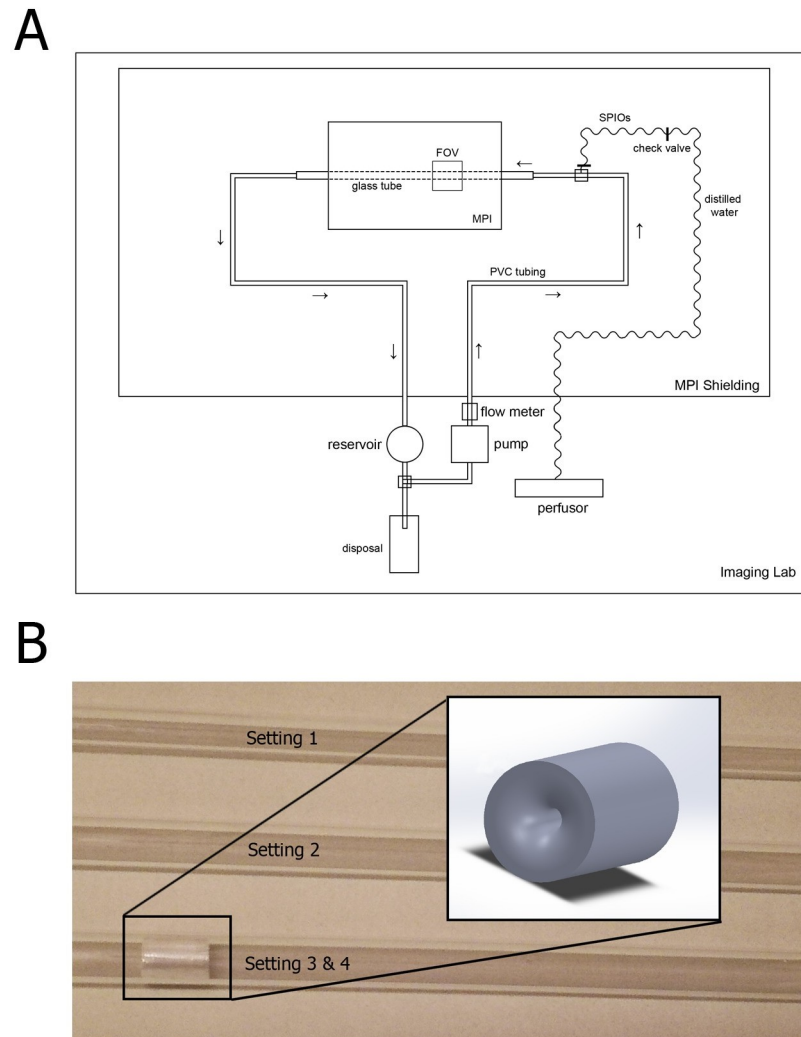 A
SPIOs
check valve
FOV
glass tube
MPI
distilled
water
PVC tubing
MPI Shielding
flow meter
reservoir
pump
perfusor
disposal
Imaging Lab
B
Setting 1
Setting 2
Setting 3 & 4